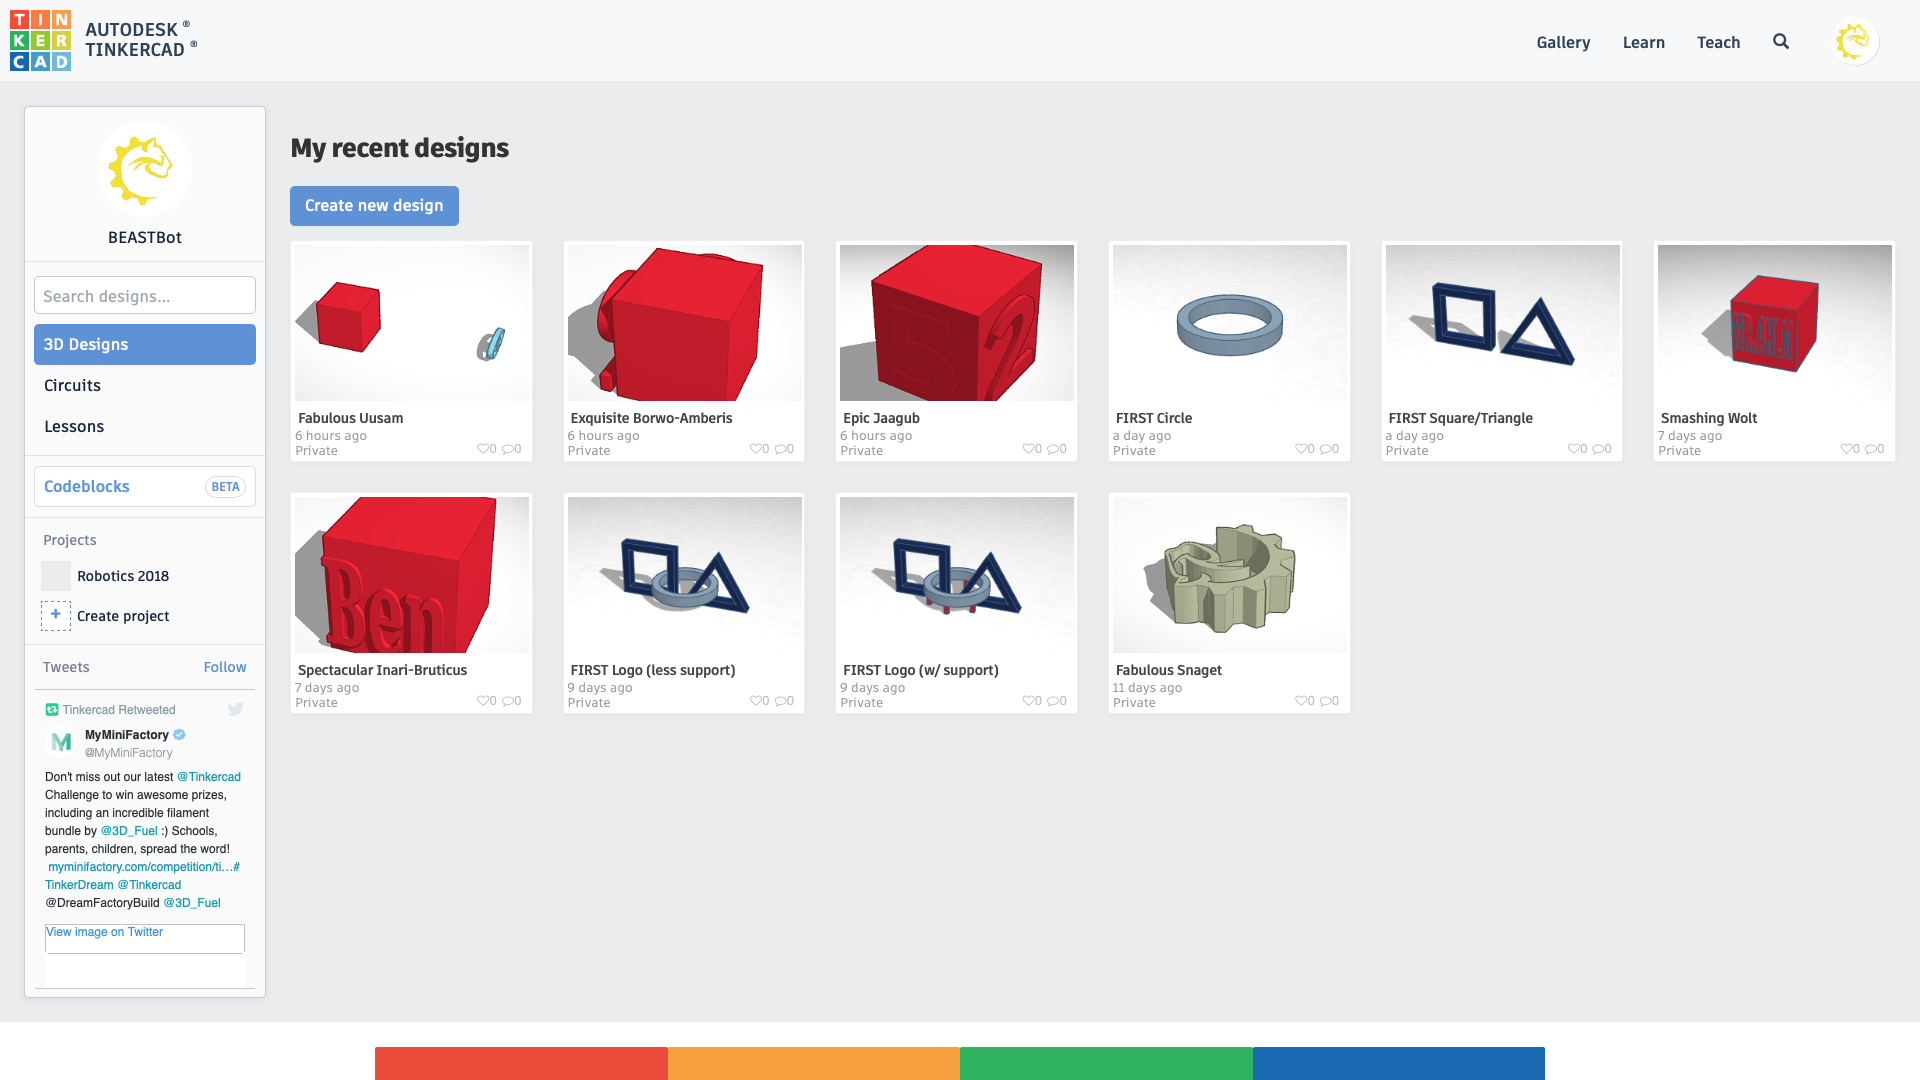 TIN
KER
CAD
AUTODESK ®
TINKERCAD ®
Gallery
Learn
Teach
BEASTBot
Search designs...
3D Designs
Circuits
Lessons
Codeblocks
BETA
Projects
Robotics 2018
+
Create project
Tweets
Follow
Tinkercad Retweeted
MyMiniFactory
@MyMiniFactory
Don't miss out our latest @Tinkercad
Challenge to win awesome prizes,
including an incredible filament
bundle by @3D_Fuel :) Schools,
parents, children, spread the word!
myminifactory.com/competition/ti…#
TinkerDream @Tinkercad
@DreamFactoryBuild @3D_Fuel
View image on Twitter
My recent designs
Create new design
Fabulous Uusam
6 hours ago
Private
0 0
Exquisite Borwo-Amberis
6 hours ago
Private
0 0
5 2
Epic Jaagub
6 hours ago
Private
0 0
FIRST Circle
a day ago
Private
0 0
FIRST Square/Triangle
a day ago
Private
0 0
Smashing Wolt
7 days ago
Private
0 0
Ben
Spectacular Inari-Bruticus
7 days ago
Private
0 0
FIRST Logo (less support)
9 days ago
Private
0 0
FIRST Logo (w/ support)
9 days ago
Private
0 0
Fabulous Snaget
11 days ago
Private
0 0